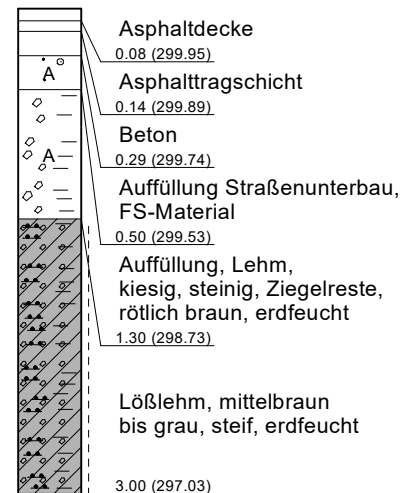 Asphaltdecke
0.08 (299.95)
A
Asphalttragschicht
0.14 (299.89)
Beton
0.29 (299.74)
A
Auffüllung Straßenunterbau,
FS-Material
0.50 (299.53)
Auffüllung, Lehm,
kiesig, steinig, Ziegelreste,
rötlich braun, erdfeucht
1.30 (298.73)
Lößlehm, mittelbraun
bis grau, steif, erdfeucht
3.00 (297.03)